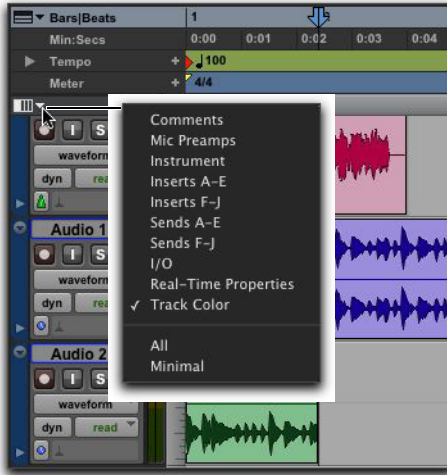 Bars|Beats 1
Min:Secs 0:00 0:01 0:02 0:03 0:04
Tempo + 100
Meter + 4/4
Comments
Mic Preamps
Instrument
Inserts A-E
Inserts F-J
Sends A-E
Sends F-J
I/O
Real-Time Properties
✓ Track Color
All
Minimal
I S
waveform
dyn read
Audio 1
I S
waveform
dyn
Audio 2
I S
waveform
dyn read